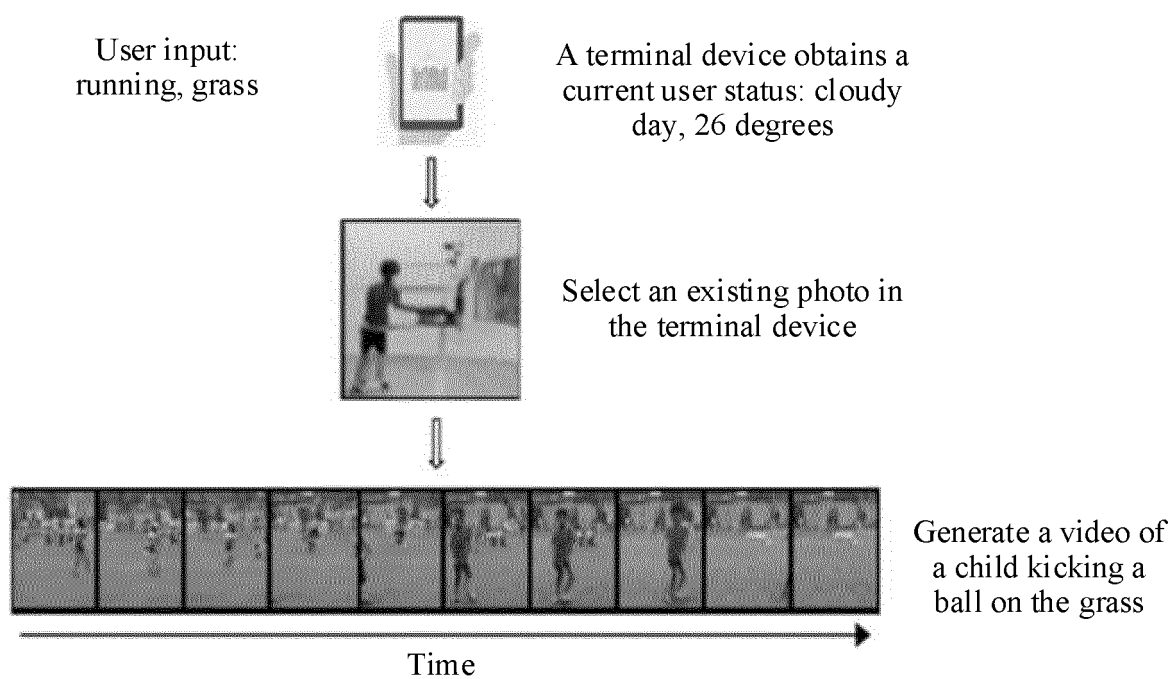 User input:
running, grass
A terminal device obtains a
current user status: cloudy
day, 26 degrees
Select an existing photo in
the terminal device
Generate a video of
a child kicking a
ball on the grass
Time